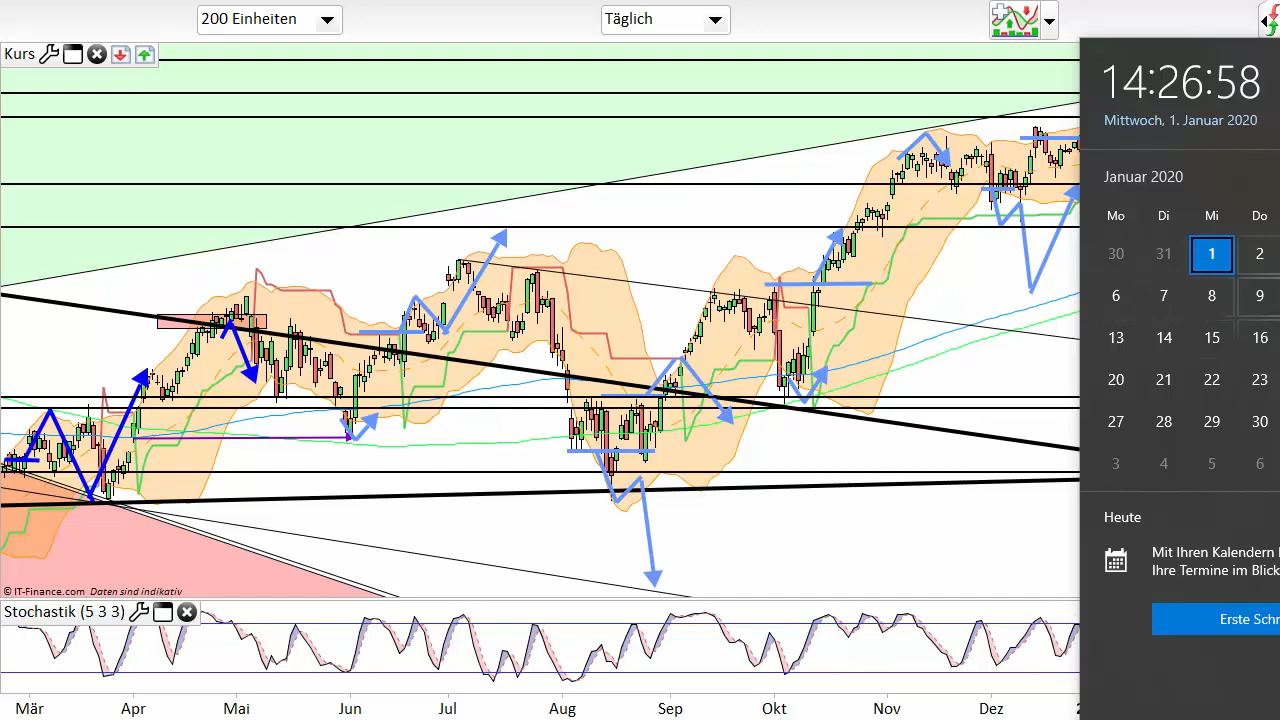 200 Einheiten
Täglich
Kurs
14:26:58
Mittwoch, 1. Januar 2020
Januar 2020
Mo Di Mi Do
30 31 1 2
6 7 8 9
13 14 15 16
20 21 22 23
27 28 29 30
3 4 5 6
Heute
Mit Ihren Kalendern
Ihre Termine im Blick
Erste Schr
© IT-Finance.com Daten sind indikativ
Stochastik (5 3 3)
Mär Apr Mai Jun Jul Aug Sep Okt Nov Dez